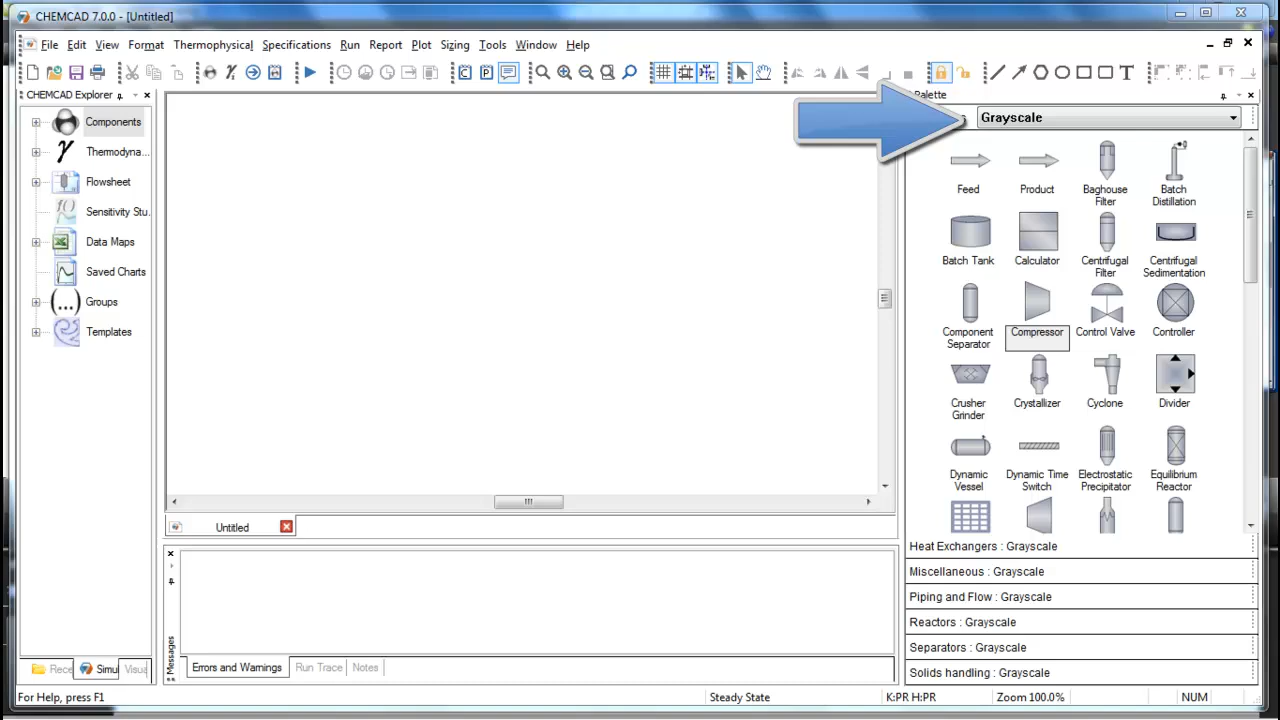 CHEMCAD 7.0.0 - [Untitled]
File Edit View Format Thermophysical Specifications Run Report Plot Sizing Tools Window Help
CHEMCAD Explorer
Palette
Components
Thermodyna...
Flowsheet
Sensitivity Stu.
Data Maps
Saved Charts
Groups
Templates
Grayscale
Feed Product Baghouse Filter Batch Distillation
Batch Tank Calculator Centrifugal Filter Centrifugal Sedimentation
Component Separator Compressor Control Valve Controller
Crusher Grinder Crystallizer Cyclone Divider
Dynamic Vessel Dynamic Time Switch Electrostatic Precipitator Equilibrium Reactor
Heat Exchangers : Grayscale
Miscellaneous : Grayscale
Piping and Flow : Grayscale
Reactors : Grayscale
Separators : Grayscale
Solids handling : Grayscale
Untitled
Messages
Errors and Warnings Run Trace Notes
Rece Simu Visua
For Help, press F1 Steady State K:PR H:PR Zoom 100.0% NUM